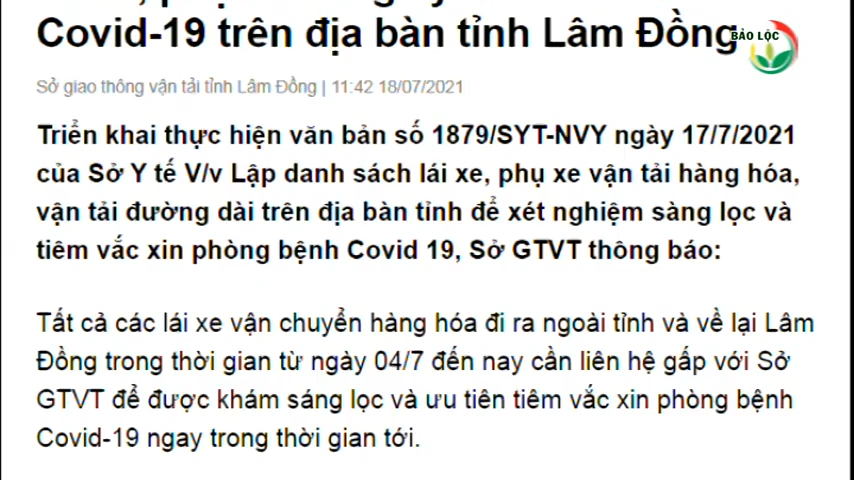 Covid-19 trên địa bàn tỉnh Lâm Đồng
BẢO LỘC
Sở giao thông vận tải tỉnh Lâm Đồng | 11:42 18/07/2021
Triển khai thực hiện văn bản số 1879/SYT-NVY ngày 17/7/2021
của Sở Y tế V/v Lập danh sách lái xe, phụ xe vận tải hàng hóa,
vận tải đường dài trên địa bàn tỉnh để xét nghiệm sàng lọc và
tiêm vắc xin phòng bệnh Covid 19, Sở GTVT thông báo:
Tất cả các lái xe vận chuyển hàng hóa đi ra ngoài tỉnh và về lại Lâm
Đồng trong thời gian từ ngày 04/7 đến nay cần liên hệ gấp với Sở
GTVT để được khám sáng lọc và ưu tiên tiêm vắc xin phòng bệnh
Covid-19 ngay trong thời gian tới.